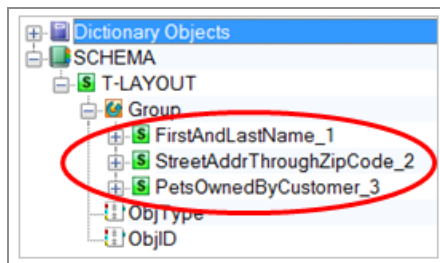 Dictionary Objects
SCHEMA
S T-LAYOUT
Group
S FirstAndLastName_1
S StreetAddrThroughZipCode_2
S PetsOwnedByCustomer_3
ObjType
ObjID